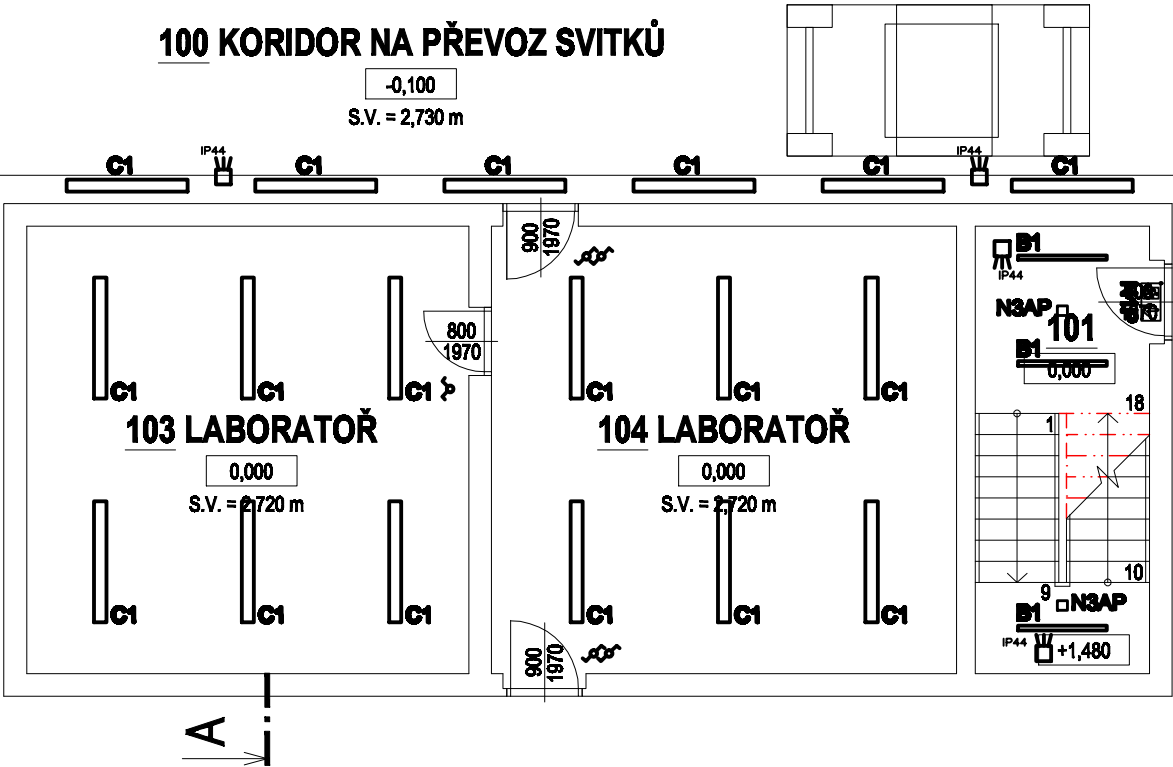 100 KORIDOR NA PŘEVOZ SVITKŮ
-0,100
S.V. = 2,730 m
C1
IP44
C1
C1
C1
C1
IP44
C1
900
1970
B1
IP44
N3AP
101
B1
0,000
800
1970
C1
C1
C1
C1
C1
C1
103 LABORATOŘ
0,000
S.V. = 2,720 m
104 LABORATOŘ
0,000
S.V. = 2,720 m
18
1
10
9
N3AP
B1
IP44
+1,480
C1
C1
C1
C1
C1
C1
900
1970
A